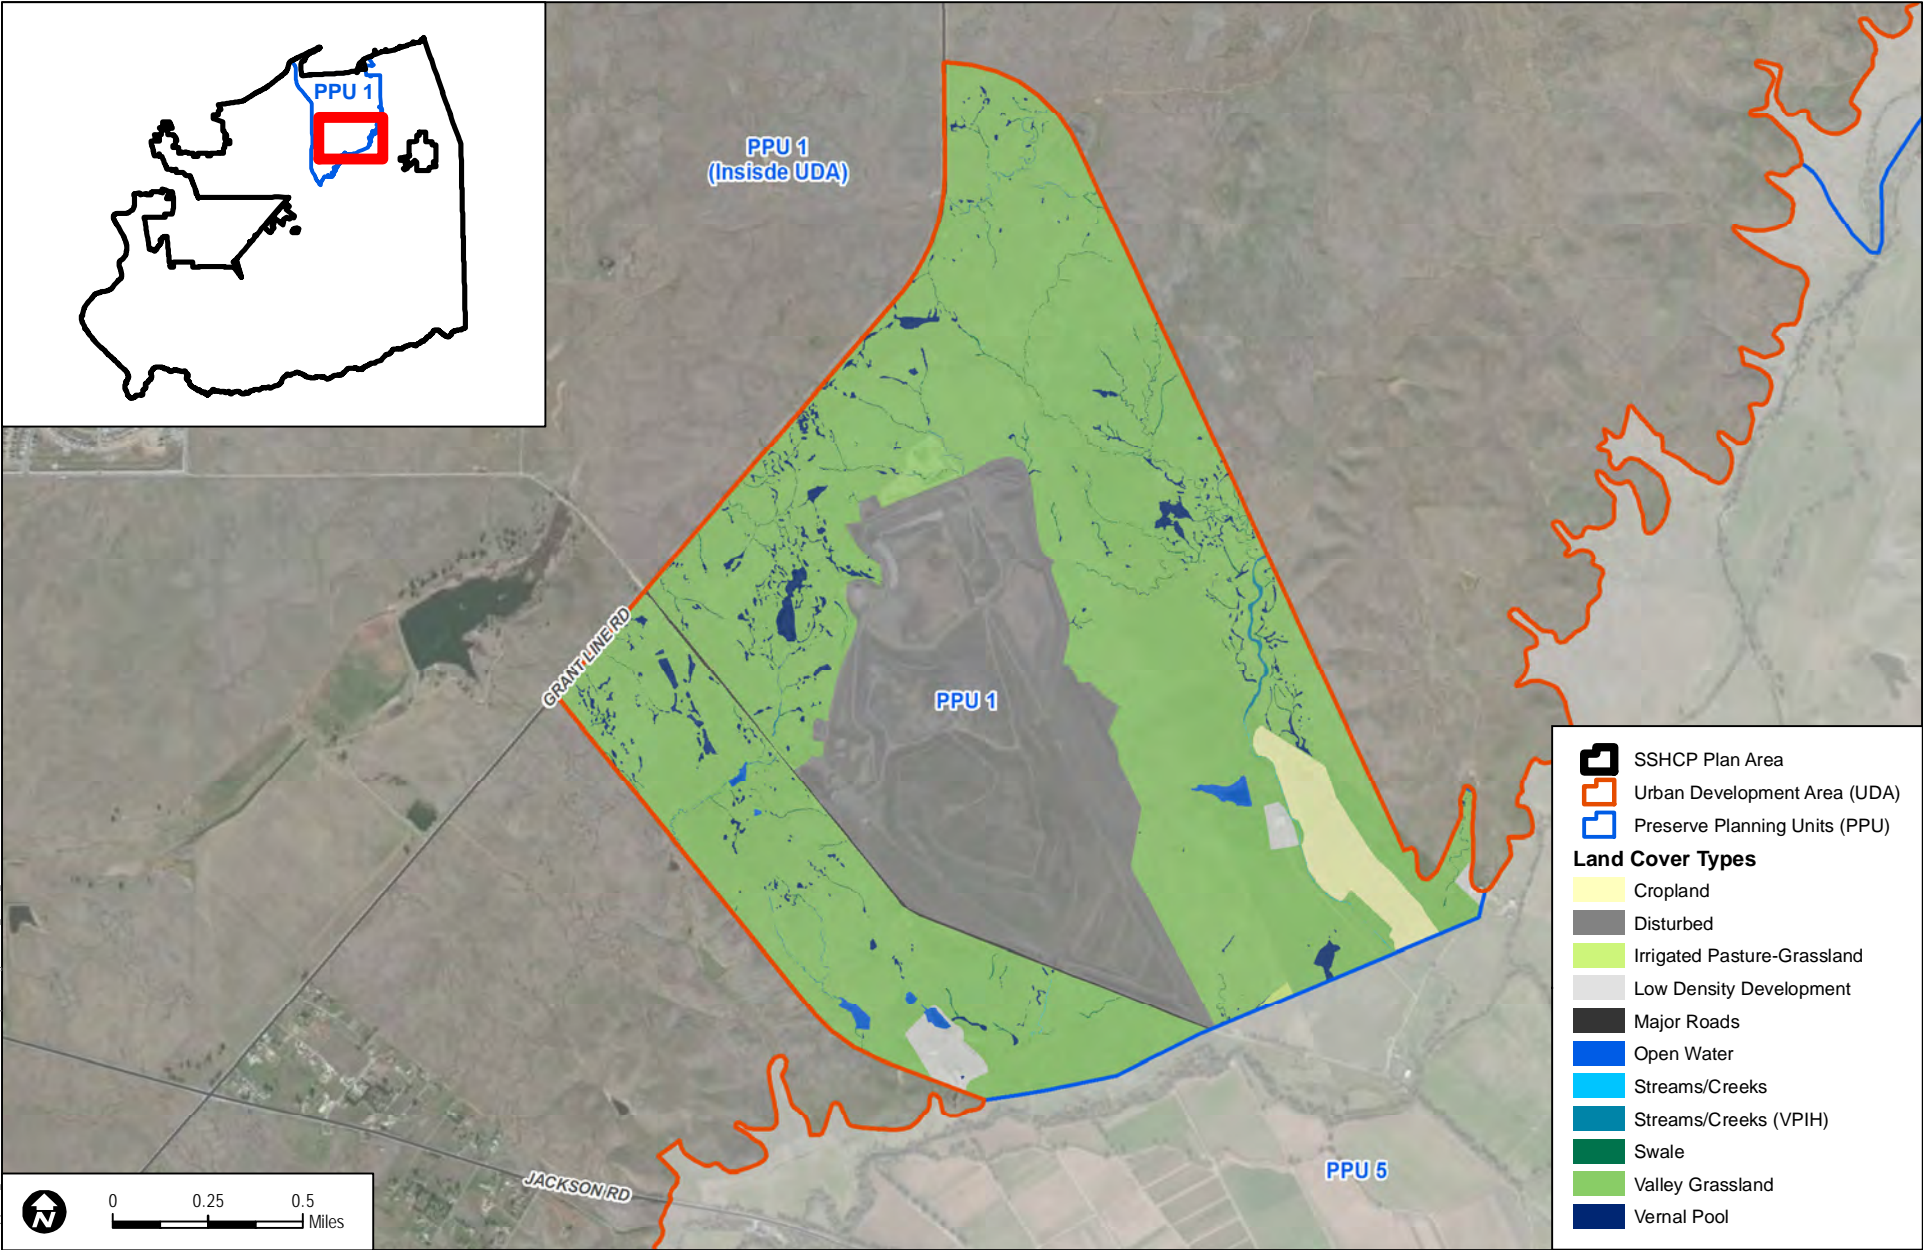 PPU 1
PPU 1
(Insisde UDA)
GRANT LINE RD
PPU 1
PPU 5
JACKSON RD
SSHCP Plan Area
Urban Development Area (UDA)
Preserve Planning Units (PPU)
Land Cover Types
Cropland
Disturbed
Irrigated Pasture-Grassland
Low Density Development
Major Roads
Open Water
Streams/Creeks
Streams/Creeks (VPIH)
Swale
Valley Grassland
Vernal Pool
N
0 0.25 0.5
Miles